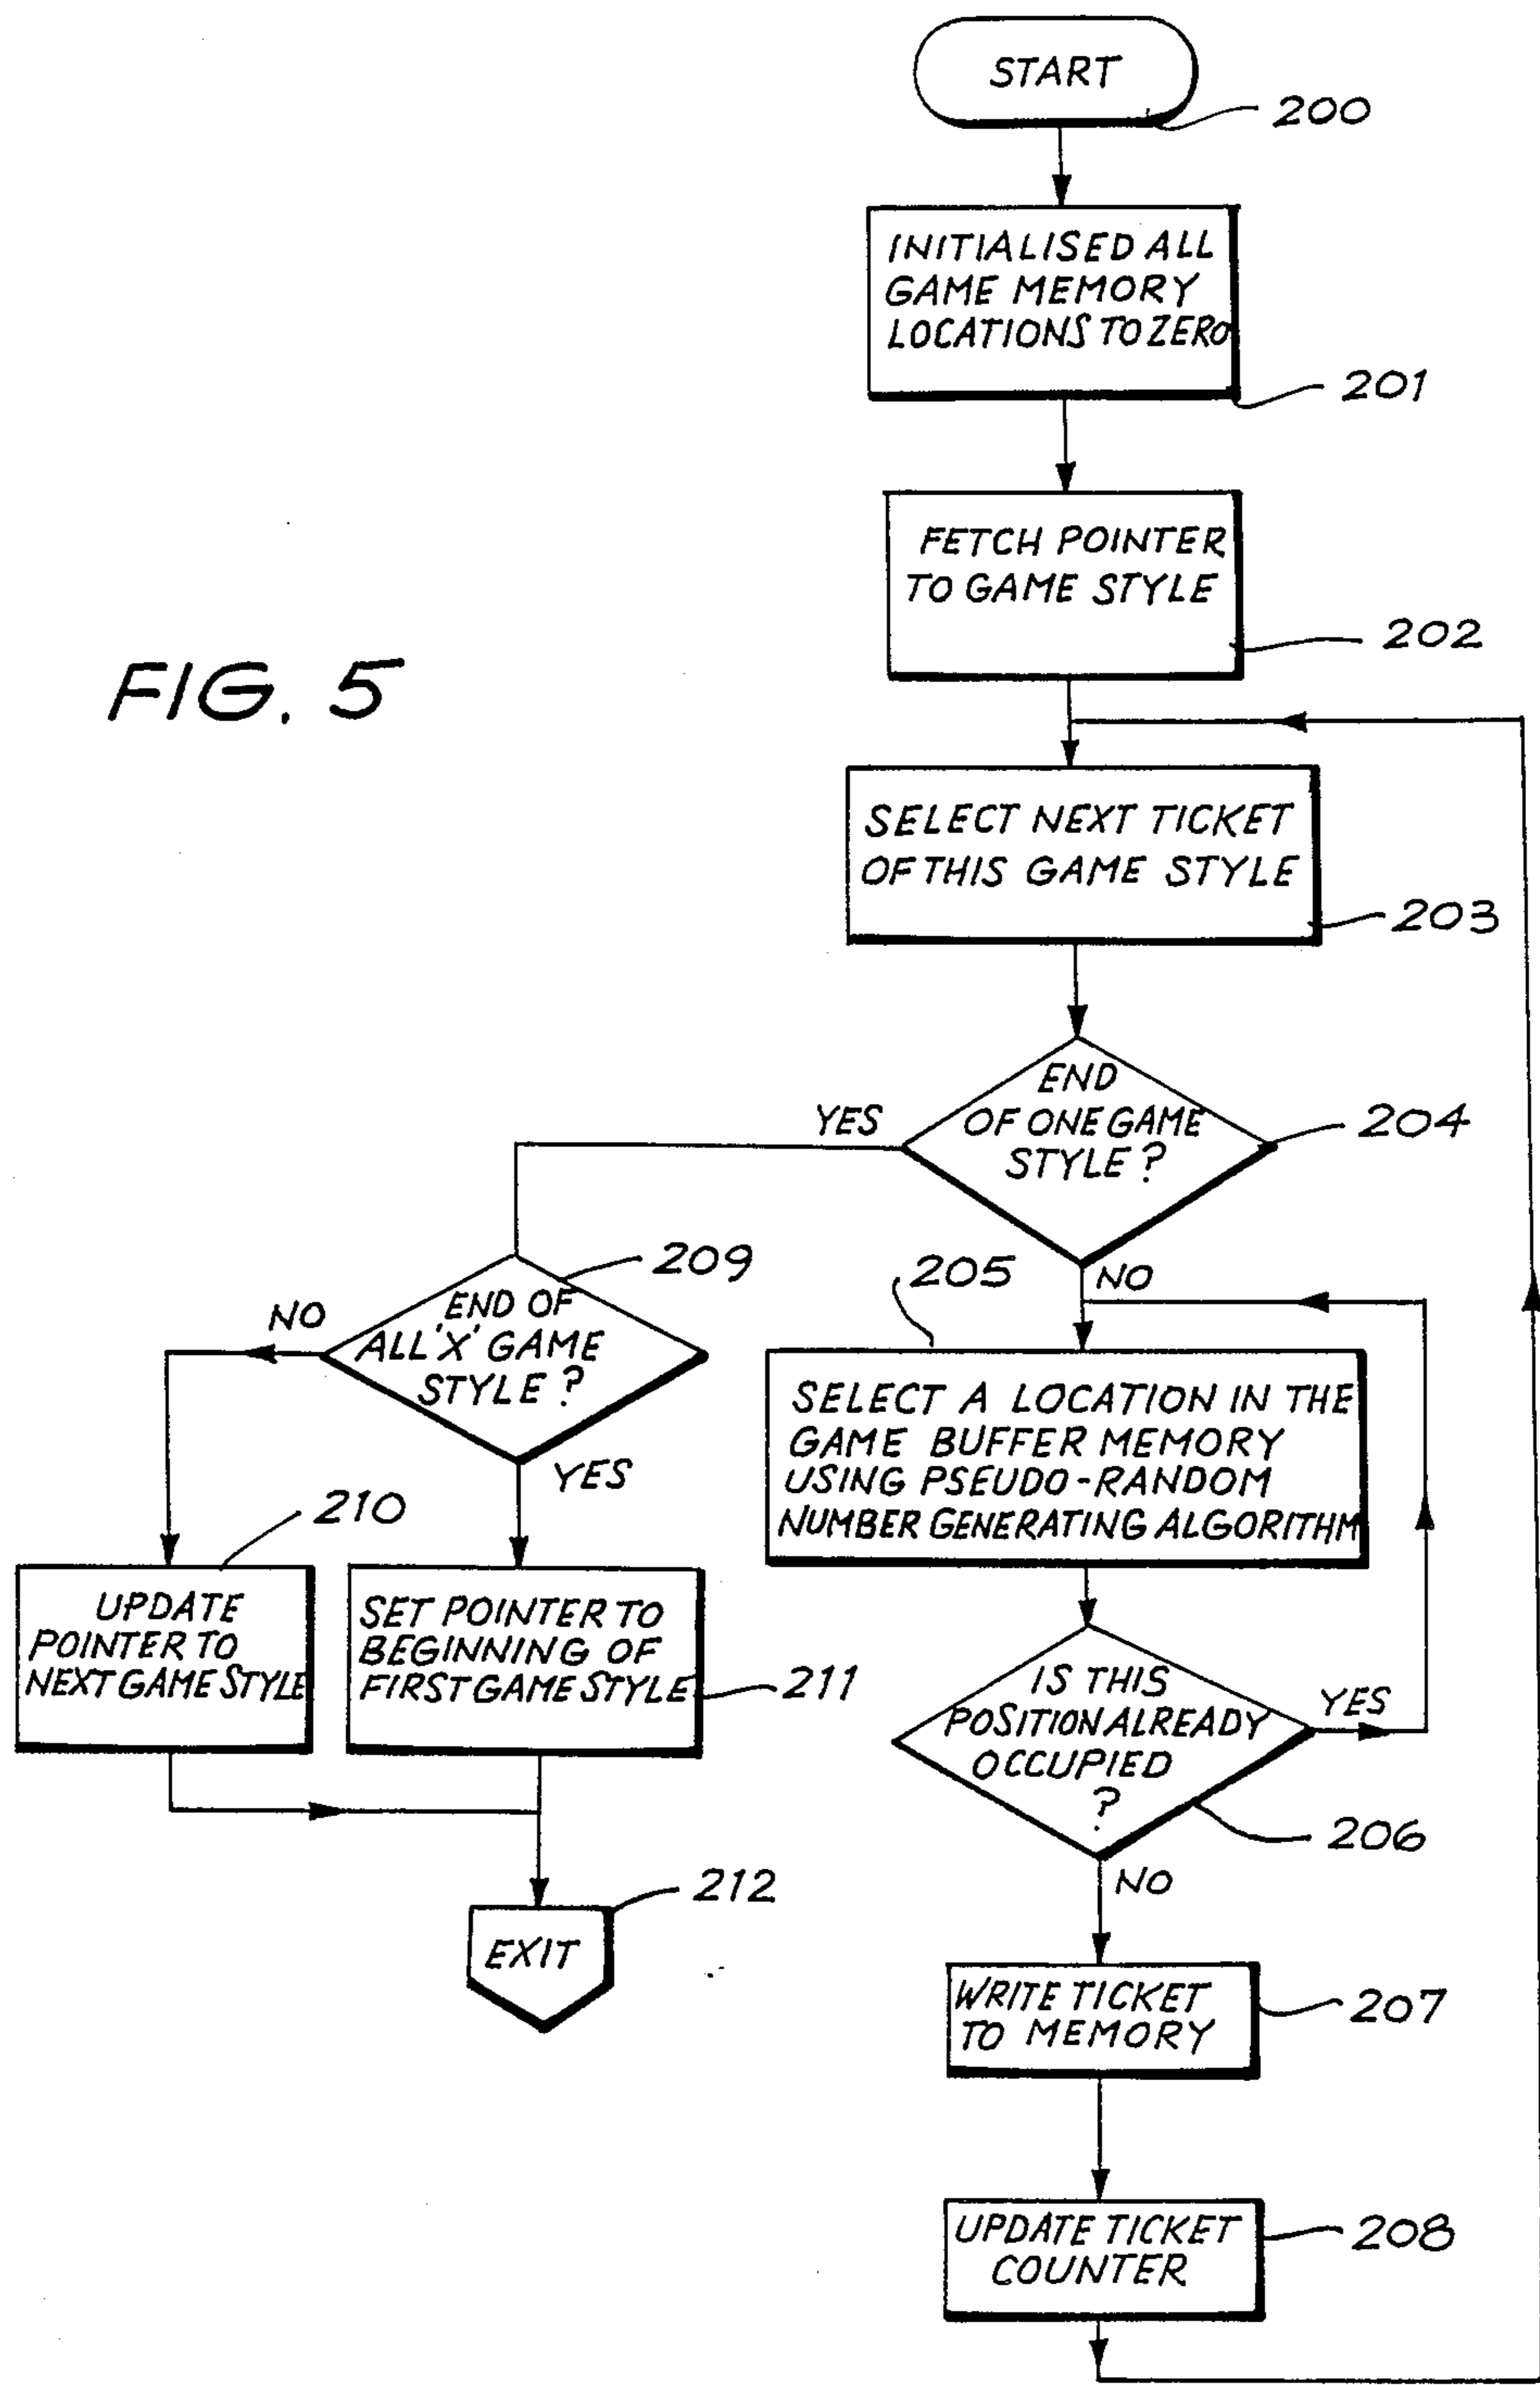 START
200
INITIALISED ALL
GAME MEMORY
LOCATIONS TO ZERO
201
FETCH POINTER
TO GAME STYLE
202
FIG. 5
SELECT NEXT TICKET
OF THIS GAME STYLE
203
END
OF ONE GAME
STYLE ?
204
YES
NO
209
END OF
ALL 'X' GAME
STYLE ?
NO
YES
205
SELECT A LOCATION IN THE
GAME BUFFER MEMORY
USING PSEUDO-RANDOM
NUMBER GENERATING ALGORITHM
210
UPDATE
POINTER TO
NEXT GAME STYLE
SET POINTER TO
BEGINNING OF
FIRST GAME STYLE
211
IS THIS
POSITION ALREADY
OCCUPIED
?
YES
206
NO
212
EXIT
WRITE TICKET
TO MEMORY
207
UPDATE TICKET
COUNTER
208